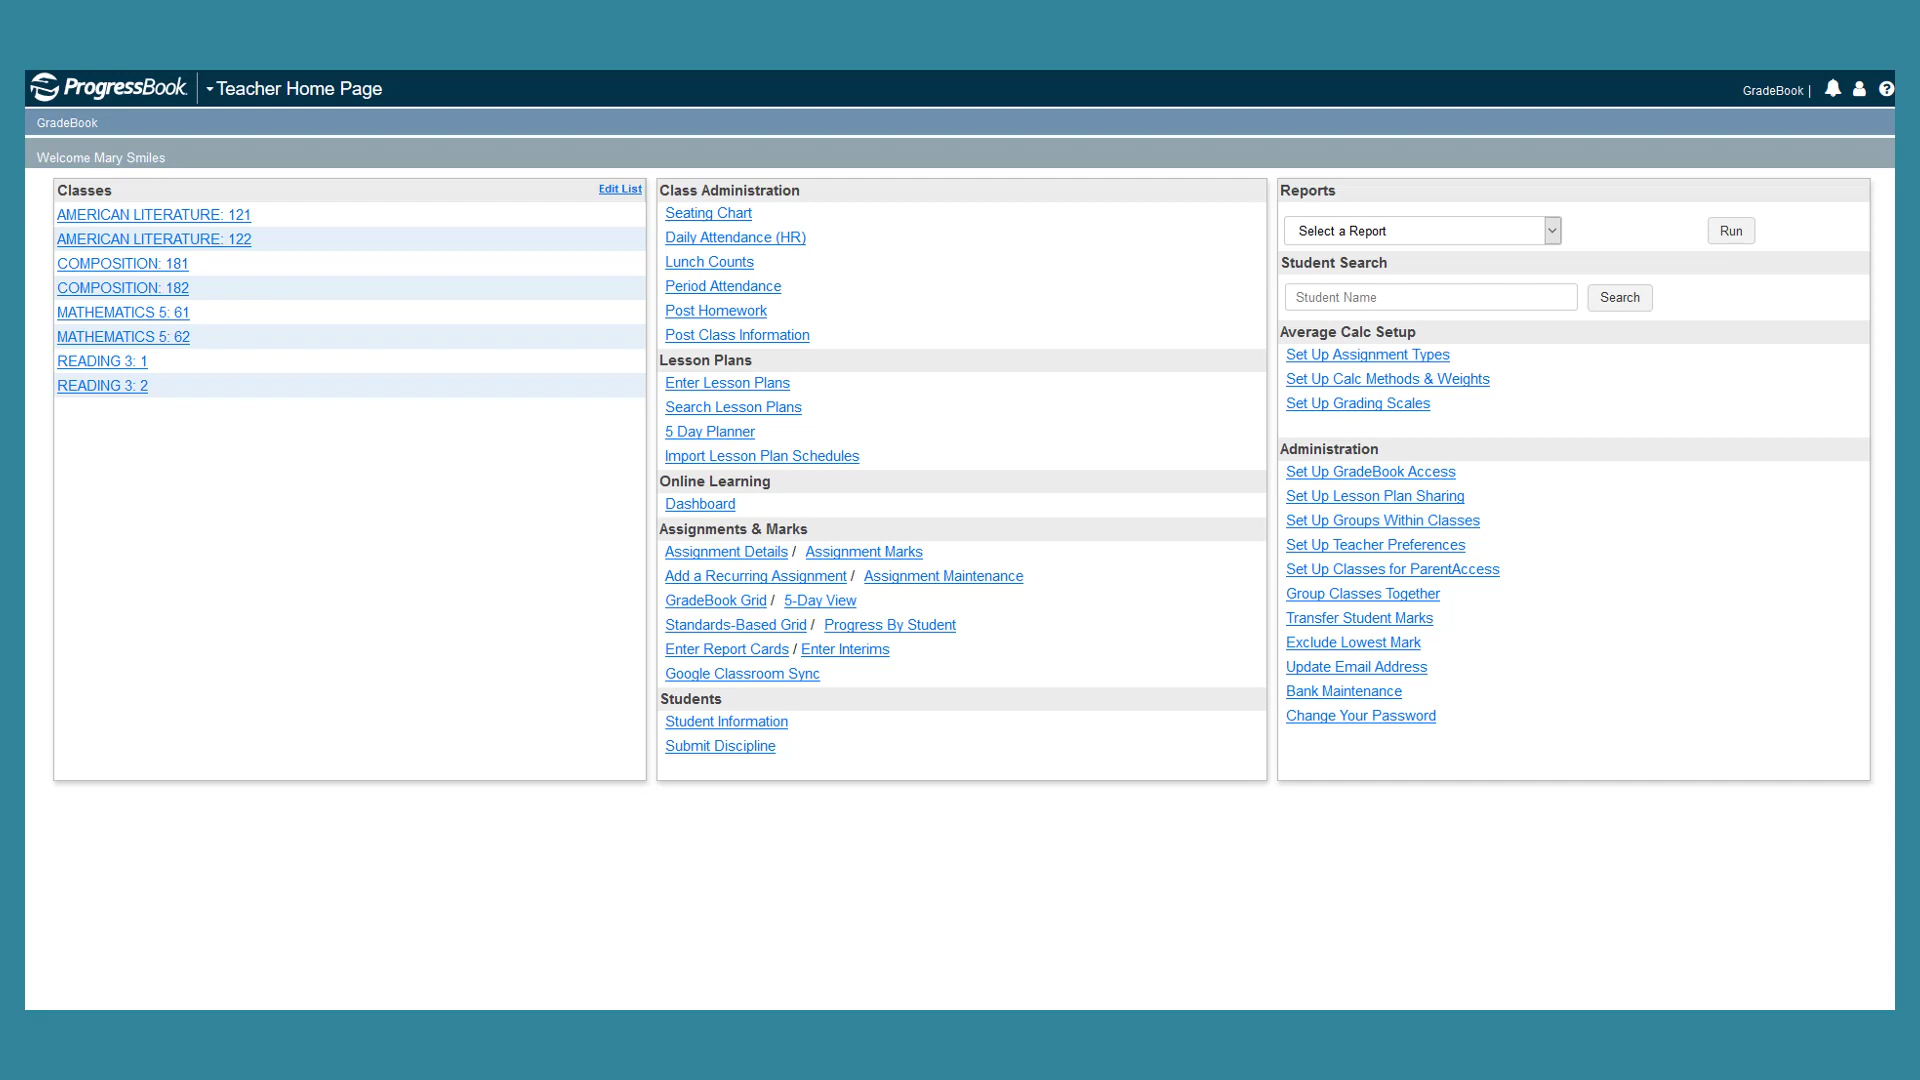 ProgressBook. Teacher Home Page
GradeBook |
GradeBook
Welcome Mary Smiles
Classes
Edit List
AMERICAN LITERATURE: 121
AMERICAN LITERATURE: 122
COMPOSITION: 181
COMPOSITION: 182
MATHEMATICS 5: 61
MATHEMATICS 5: 62
READING 3: 1
READING 3: 2
Class Administration
Seating Chart
Daily Attendance (HR)
Lunch Counts
Period Attendance
Post Homework
Post Class Information
Lesson Plans
Enter Lesson Plans
Search Lesson Plans
5 Day Planner
Import Lesson Plan Schedules
Online Learning
Dashboard
Assignments & Marks
Assignment Details / Assignment Marks
Add a Recurring Assignment / Assignment Maintenance
GradeBook Grid / 5-Day View
Standards-Based Grid / Progress By Student
Enter Report Cards / Enter Interims
Google Classroom Sync
Students
Student Information
Submit Discipline
Reports
Select a Report
Run
Student Search
Student Name
Search
Average Calc Setup
Set Up Assignment Types
Set Up Calc Methods & Weights
Set Up Grading Scales
Administration
Set Up GradeBook Access
Set Up Lesson Plan Sharing
Set Up Groups Within Classes
Set Up Teacher Preferences
Set Up Classes for ParentAccess
Group Classes Together
Transfer Student Marks
Exclude Lowest Mark
Update Email Address
Bank Maintenance
Change Your Password